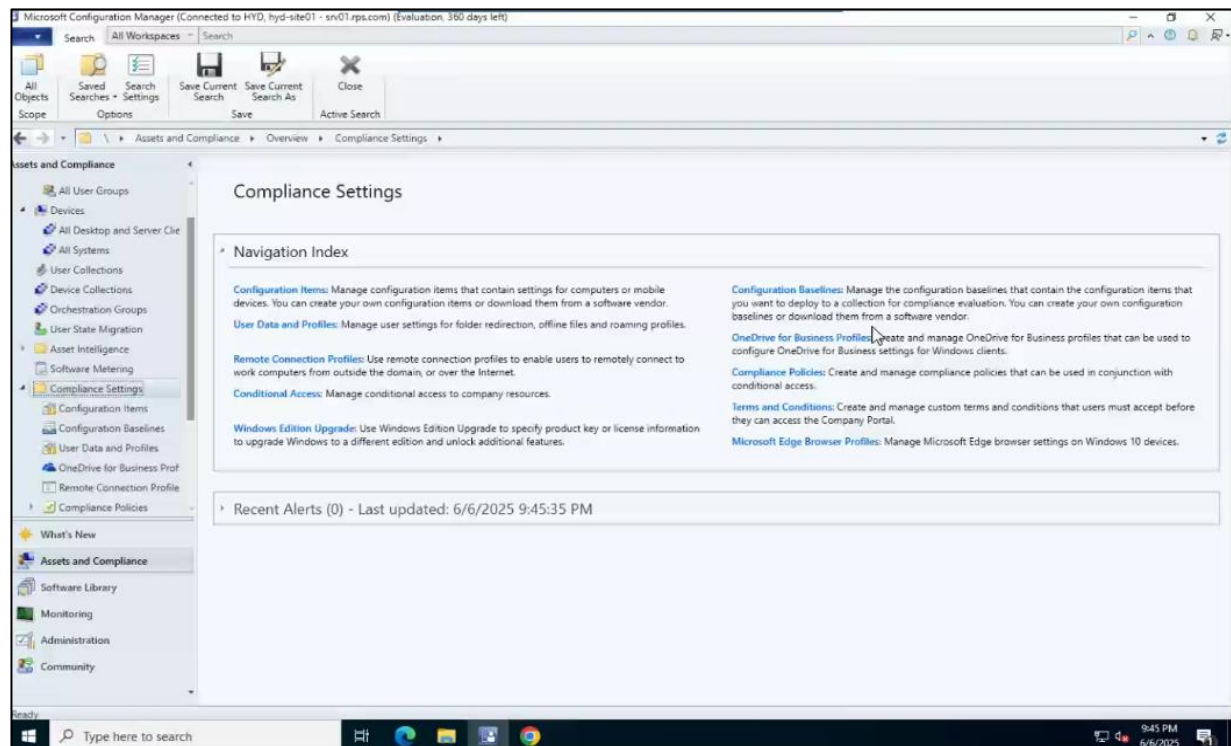 Microsoft Configuration Manager (Connected to HYD, hyd-site01 - srv01.rps.com) (Evaluation, 360 days left)
Search All Workspaces Search
All Objects
Saved Searches
Search Settings
Save Current Search
Save Current Search As
Close
Scope Options Save Active Search
\ Assets and Compliance Overview Compliance Settings
Assets and Compliance
All User Groups
Devices
All Desktop and Server Clie
All Systems
User Collections
Device Collections
Orchestration Groups
User State Migration
Asset Intelligence
Software Metering
Compliance Settings
Configuration Items
Configuration Baselines
User Data and Profiles
OneDrive for Business Prof
Remote Connection Profile
Compliance Policies
What's New
Assets and Compliance
Software Library
Monitoring
Administration
Community
Compliance Settings
Navigation Index
Configuration Items: Manage configuration items that contain settings for computers or mobile
devices. You can create your own configuration items or download them from a software vendor.
User Data and Profiles: Manage user settings for folder redirection, offline files and roaming profiles.
Remote Connection Profiles: Use remote connection profiles to enable users to remotely connect to
work computers from outside the domain, or over the Internet.
Conditional Access: Manage conditional access to company resources.
Windows Edition Upgrade: Use Windows Edition Upgrade to specify product key or license information
to upgrade Windows to a different edition and unlock additional features.
Configuration Baselines: Manage the configuration baselines that contain the configuration items that
you want to deploy to a collection for compliance evaluation. You can create your own configuration
baselines or download them from a software vendor.
OneDrive for Business Profiles: Create and manage OneDrive for Business profiles that can be used to
configure OneDrive for Business settings for Windows clients.
Compliance Policies: Create and manage compliance policies that can be used in conjunction with
conditional access.
Terms and Conditions: Create and manage custom terms and conditions that users must accept before
they can access the Company Portal.
Microsoft Edge Browser Profiles: Manage Microsoft Edge browser settings on Windows 10 devices.
Recent Alerts (0) - Last updated: 6/6/2025 9:45:35 PM
Ready
Type here to search
9:45 PM
6/6/2025